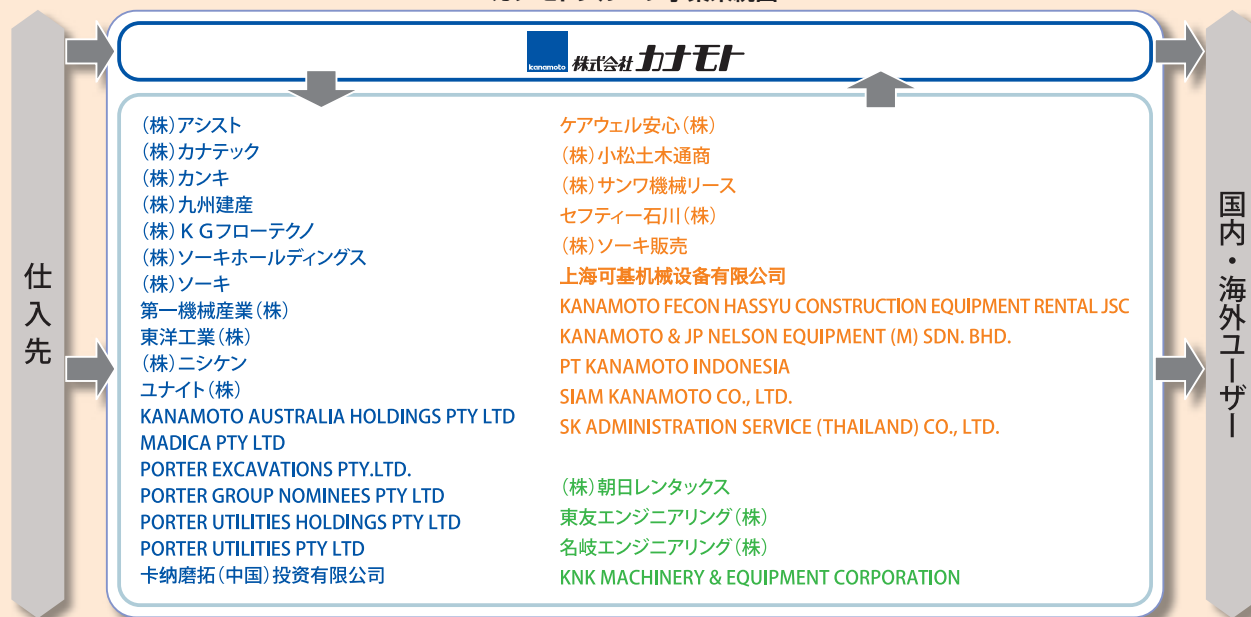 kanamoto 株式会社 カナモト
仕入先
(株)アシスト
(株)カナテック
(株)カンキ
(株)九州建産
(株)KGフローテクノ
(株)ソーキホールディングス
(株)ソーキ
第一機械産業(株)
東洋工業(株)
(株)ニシケン
ユナイト(株)
KANAMOTO AUSTRALIA HOLDINGS PTY LTD
MADICA PTY LTD
PORTER EXCAVATIONS PTY.LTD.
PORTER GROUP NOMINEES PTY LTD
PORTER UTILITIES HOLDINGS PTY LTD
PORTER UTILITIES PTY LTD
卡纳磨拓(中国)投资有限公司
ケアウェル安心(株)
(株)小松土木通商
(株)サンワ機械リース
セフティー石川(株)
(株)ソーキ販売
上海可基机械设备有限公司
KANAMOTO FECON HASSYU CONSTRUCTION EQUIPMENT RENTAL JSC
KANAMOTO & JP NELSON EQUIPMENT (M) SDN. BHD.
PT KANAMOTO INDONESIA
SIAM KANAMOTO CO., LTD.
SK ADMINISTRATION SERVICE (THAILAND) CO., LTD.
(株)朝日レンタックス
東友エンジニアリング(株)
名岐エンジニアリング(株)
KNK MACHINERY & EQUIPMENT CORPORATION
国内・海外ユーザー